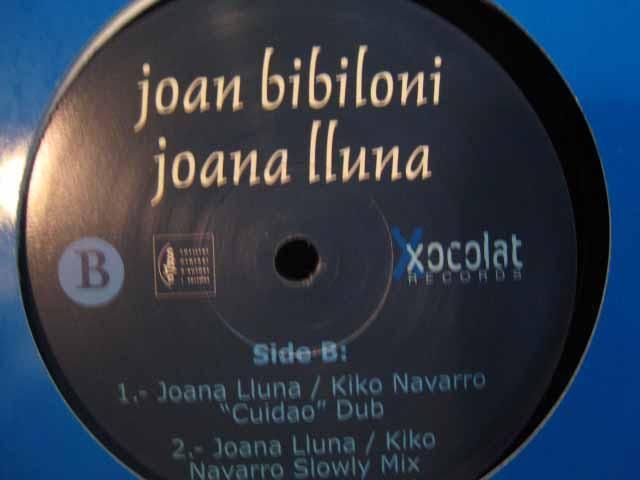 joan bibiloni
joana lluna
B
xocolat
RECORDS
Side B:
1.- Joana Lluna / Kiko Navarro
"Cuidao" Dub
2.- Joana Lluna / Kiko
Navarro Slowly Mix